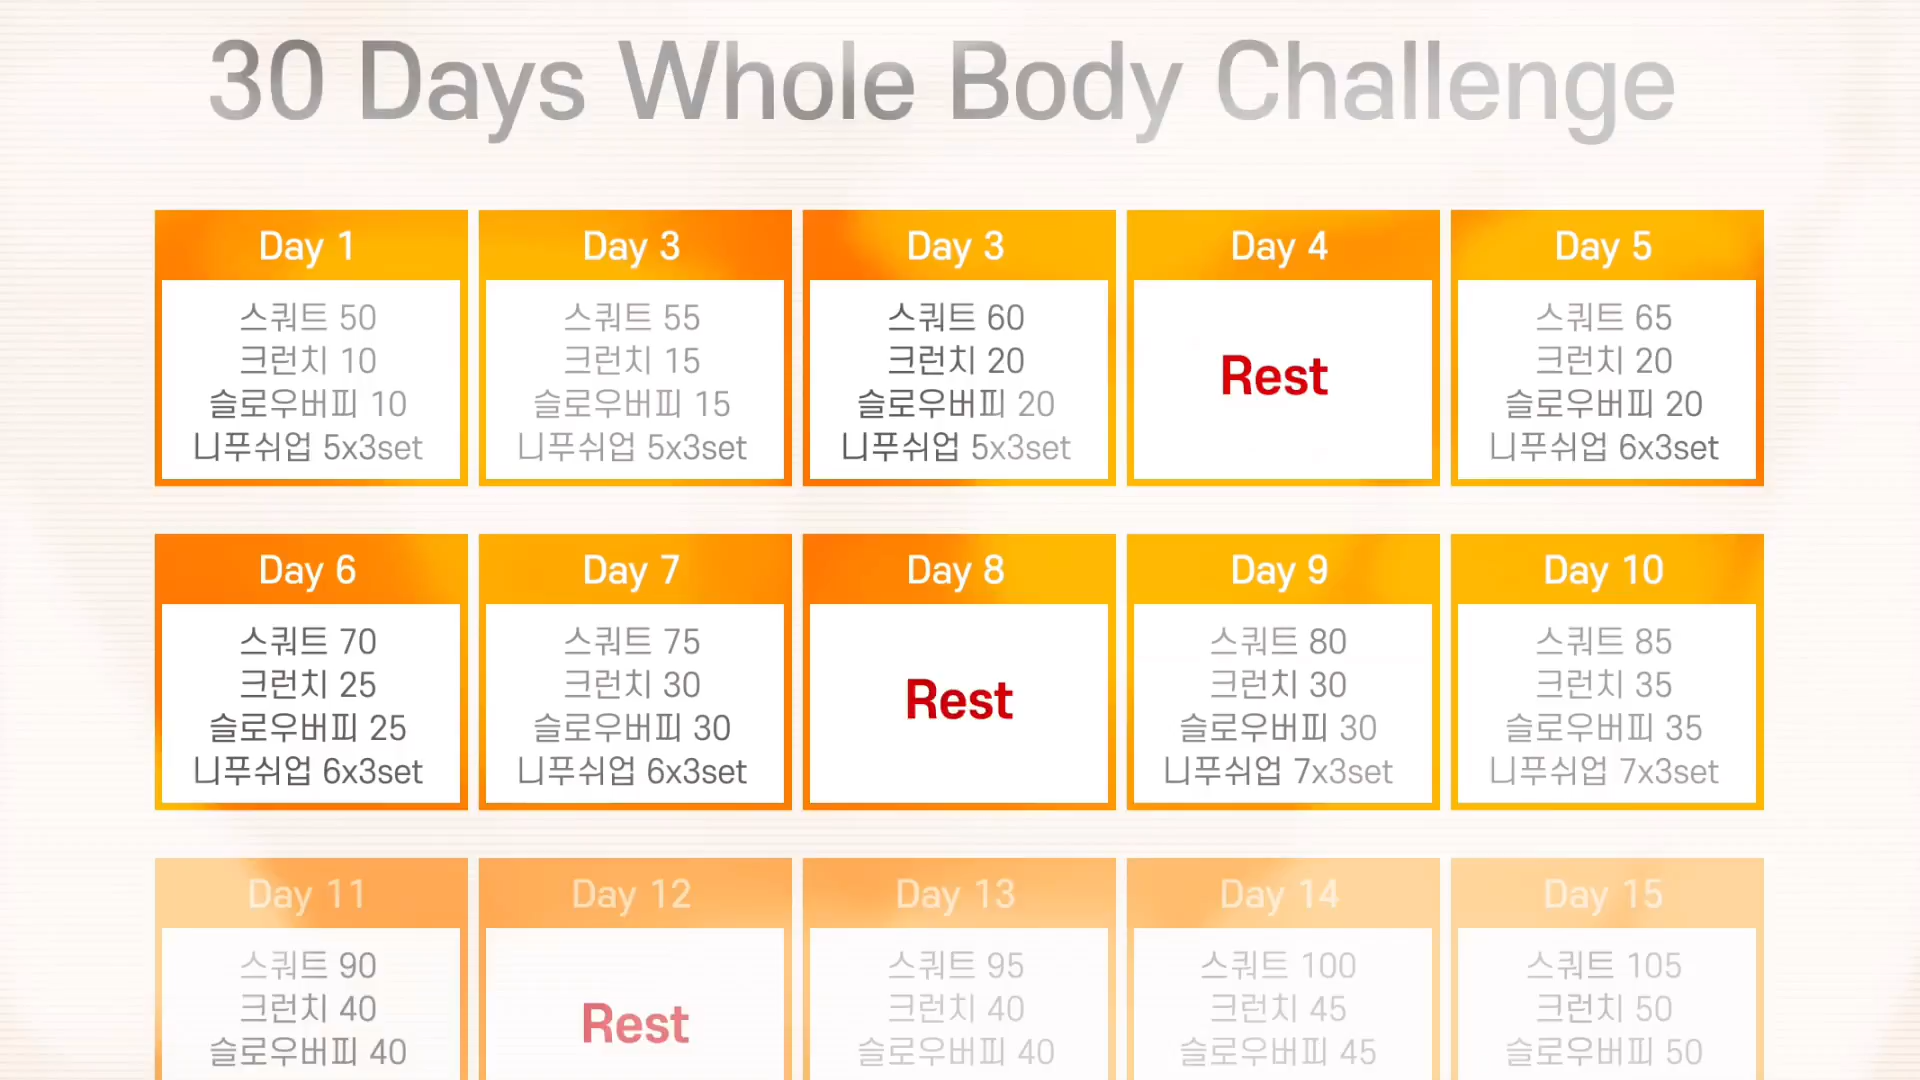 30 Days Whole Body Challenge
Day 1
스쿼트 50
크런치 10
슬로우버피 10
니푸쉬업 5x3set
Day 3
스쿼트 55
크런치 15
슬로우버피 15
니푸쉬업 5x3set
Day 3
스쿼트 60
크런치 20
슬로우버피 20
니푸쉬업 5x3set
Day 4
Rest
Day 5
스쿼트 65
크런치 20
슬로우버피 20
니푸쉬업 6x3set
Day 6
스쿼트 70
크런치 25
슬로우버피 25
니푸쉬업 6x3set
Day 7
스쿼트 75
크런치 30
슬로우버피 30
니푸쉬업 6x3set
Day 8
Rest
Day 9
스쿼트 80
크런치 30
슬로우버피 30
니푸쉬업 7x3set
Day 10
스쿼트 85
크런치 35
슬로우버피 35
니푸쉬업 7x3set
Day 11
스쿼트 90
크런치 40
슬로우버피 40
Day 12
Rest
Day 13
스쿼트 95
크런치 40
슬로우버피 40
Day 14
스쿼트 100
크런치 45
슬로우버피 45
Day 15
스쿼트 105
크런치 50
슬로우버피 50